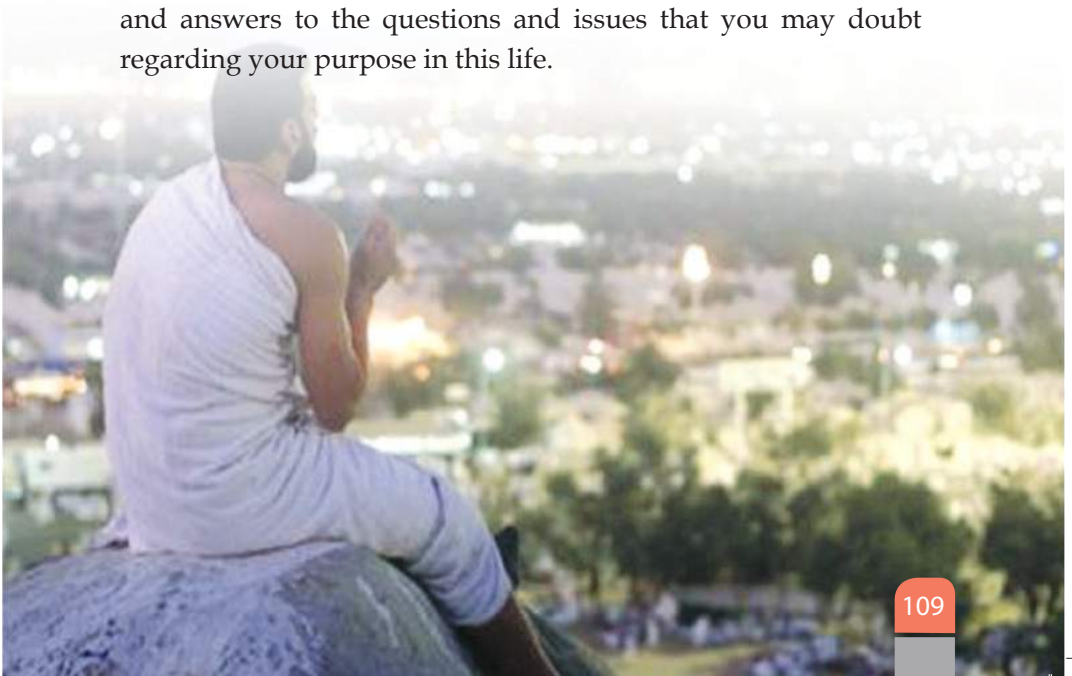 and answers to the questions and issues that you may doubt
regarding your purpose in this life.
109